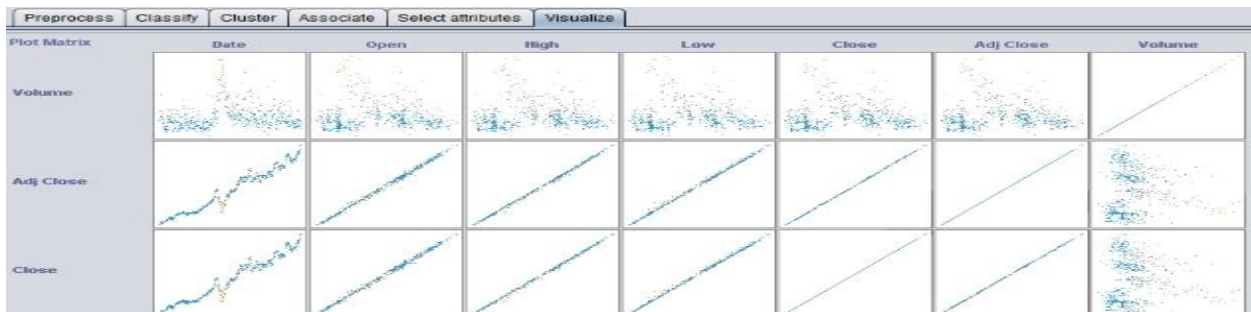 Preprocess Classify Cluster Associate Select attributes Visualize
Plot Matrix Date Open High Low Close Adj Close Volume
Volume
Adj Close
Close